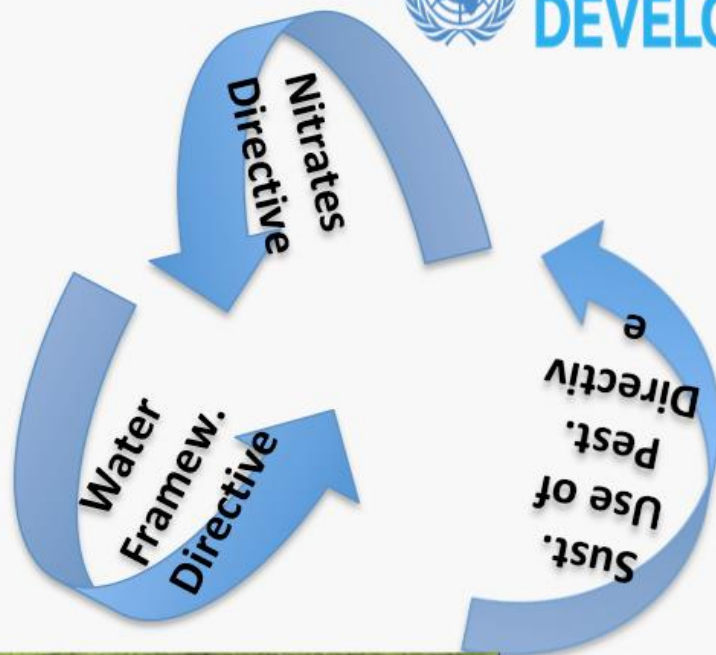 DEVELO
Nitrates
Directive
Water
Framew.
Directive
Sust.
Use of
Pest.
Directiv
e